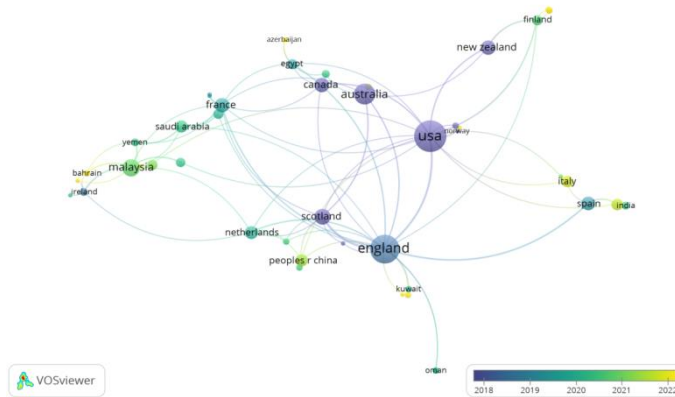 finland
azerbaijan
new zealand
egypt
canada
australia
france
saudi arabia
usa
norway
yemen
malaysia
bahrain
italy
ireland
spain
india
scotland
netherlands
england
peoples r china
kuwait
oman
VOSviewer
2018 2019 2020 2021 2022